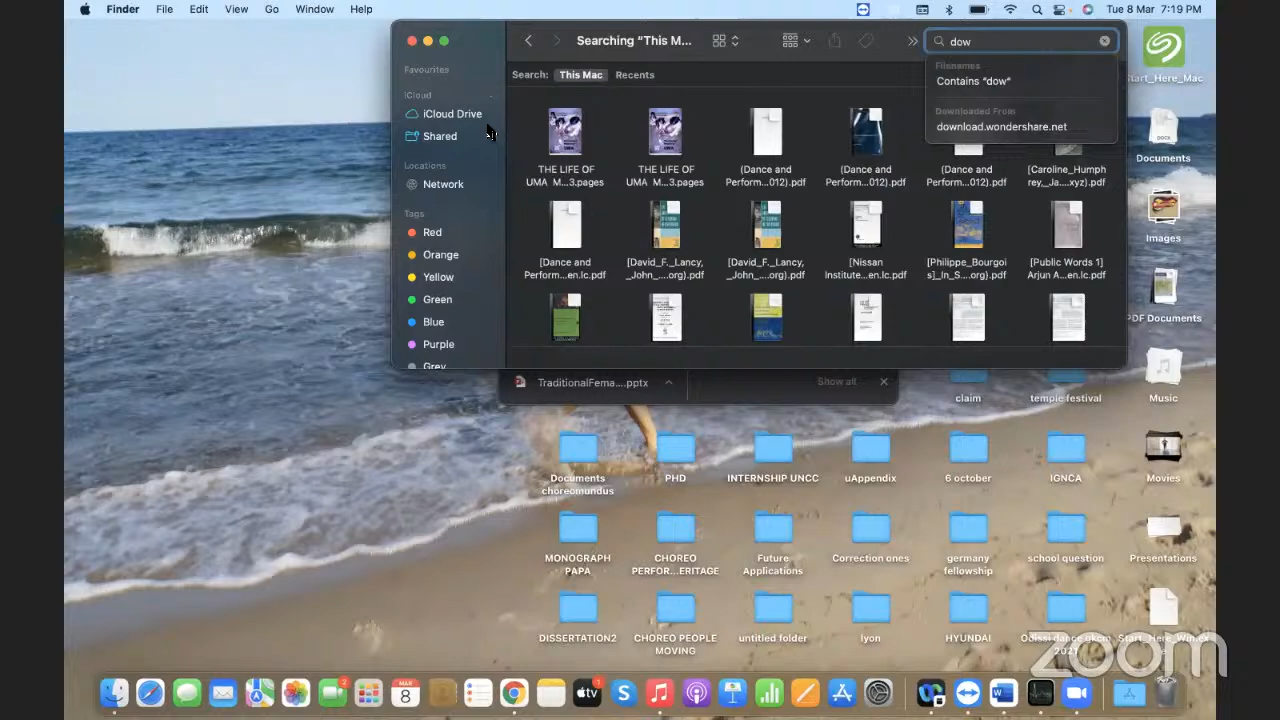 Finder File Edit View Go Window Help Tue 8 Mar 7:19 PM
Searching “This M...
dow
Favourites
Search: This Mac Recents
Filenames
Contains “dow”
Downloaded From
download.wondershare.net
iCloud
iCloud Drive
Shared
Locations
Network
Tags
Red
Orange
Yellow
Green
Blue
Purple
Grey
THE LIFE OF
UMA M...3.pages
THE LIFE OF
UMA M...3.pages
(Dance and
Perform...012).pdf
(Dance and
Perform...012).pdf
(Dance and
Perform...012).pdf
[Caroline_Humph
rey,_Ja....xyz).pdf
[Dance and
Perform...en.lc.pdf
[David_F._Lancy,
_John_....org).pdf
[David_F._Lancy,
_John_....org).pdf
[Nissan
Institute...en.lc.pdf
[Philippe_Bourgoi
s]_In_S....org).pdf
[Public Words 1]
Arjun A...en.lc.pdf
TraditionalFema....pptx
Show all
Start_Here_Mac
Documents
Images
PDF Documents
claim
temple festival
Music
Documents
choreomundus
PHD
INTERNSHIP UNCC
uAppendix
6 october
IGNCA
Movies
MONOGRAPH
PAPA
CHOREO
PERFOR...ERITAGE
Future
Applications
Correction ones
germany
fellowship
school question
Presentations
DISSERTATION2
CHOREO PEOPLE
MOVING
untitled folder
lyon
HYUNDAI
Odissi dance
2021
DOCX
MAR
8
2
1
tv
zoom